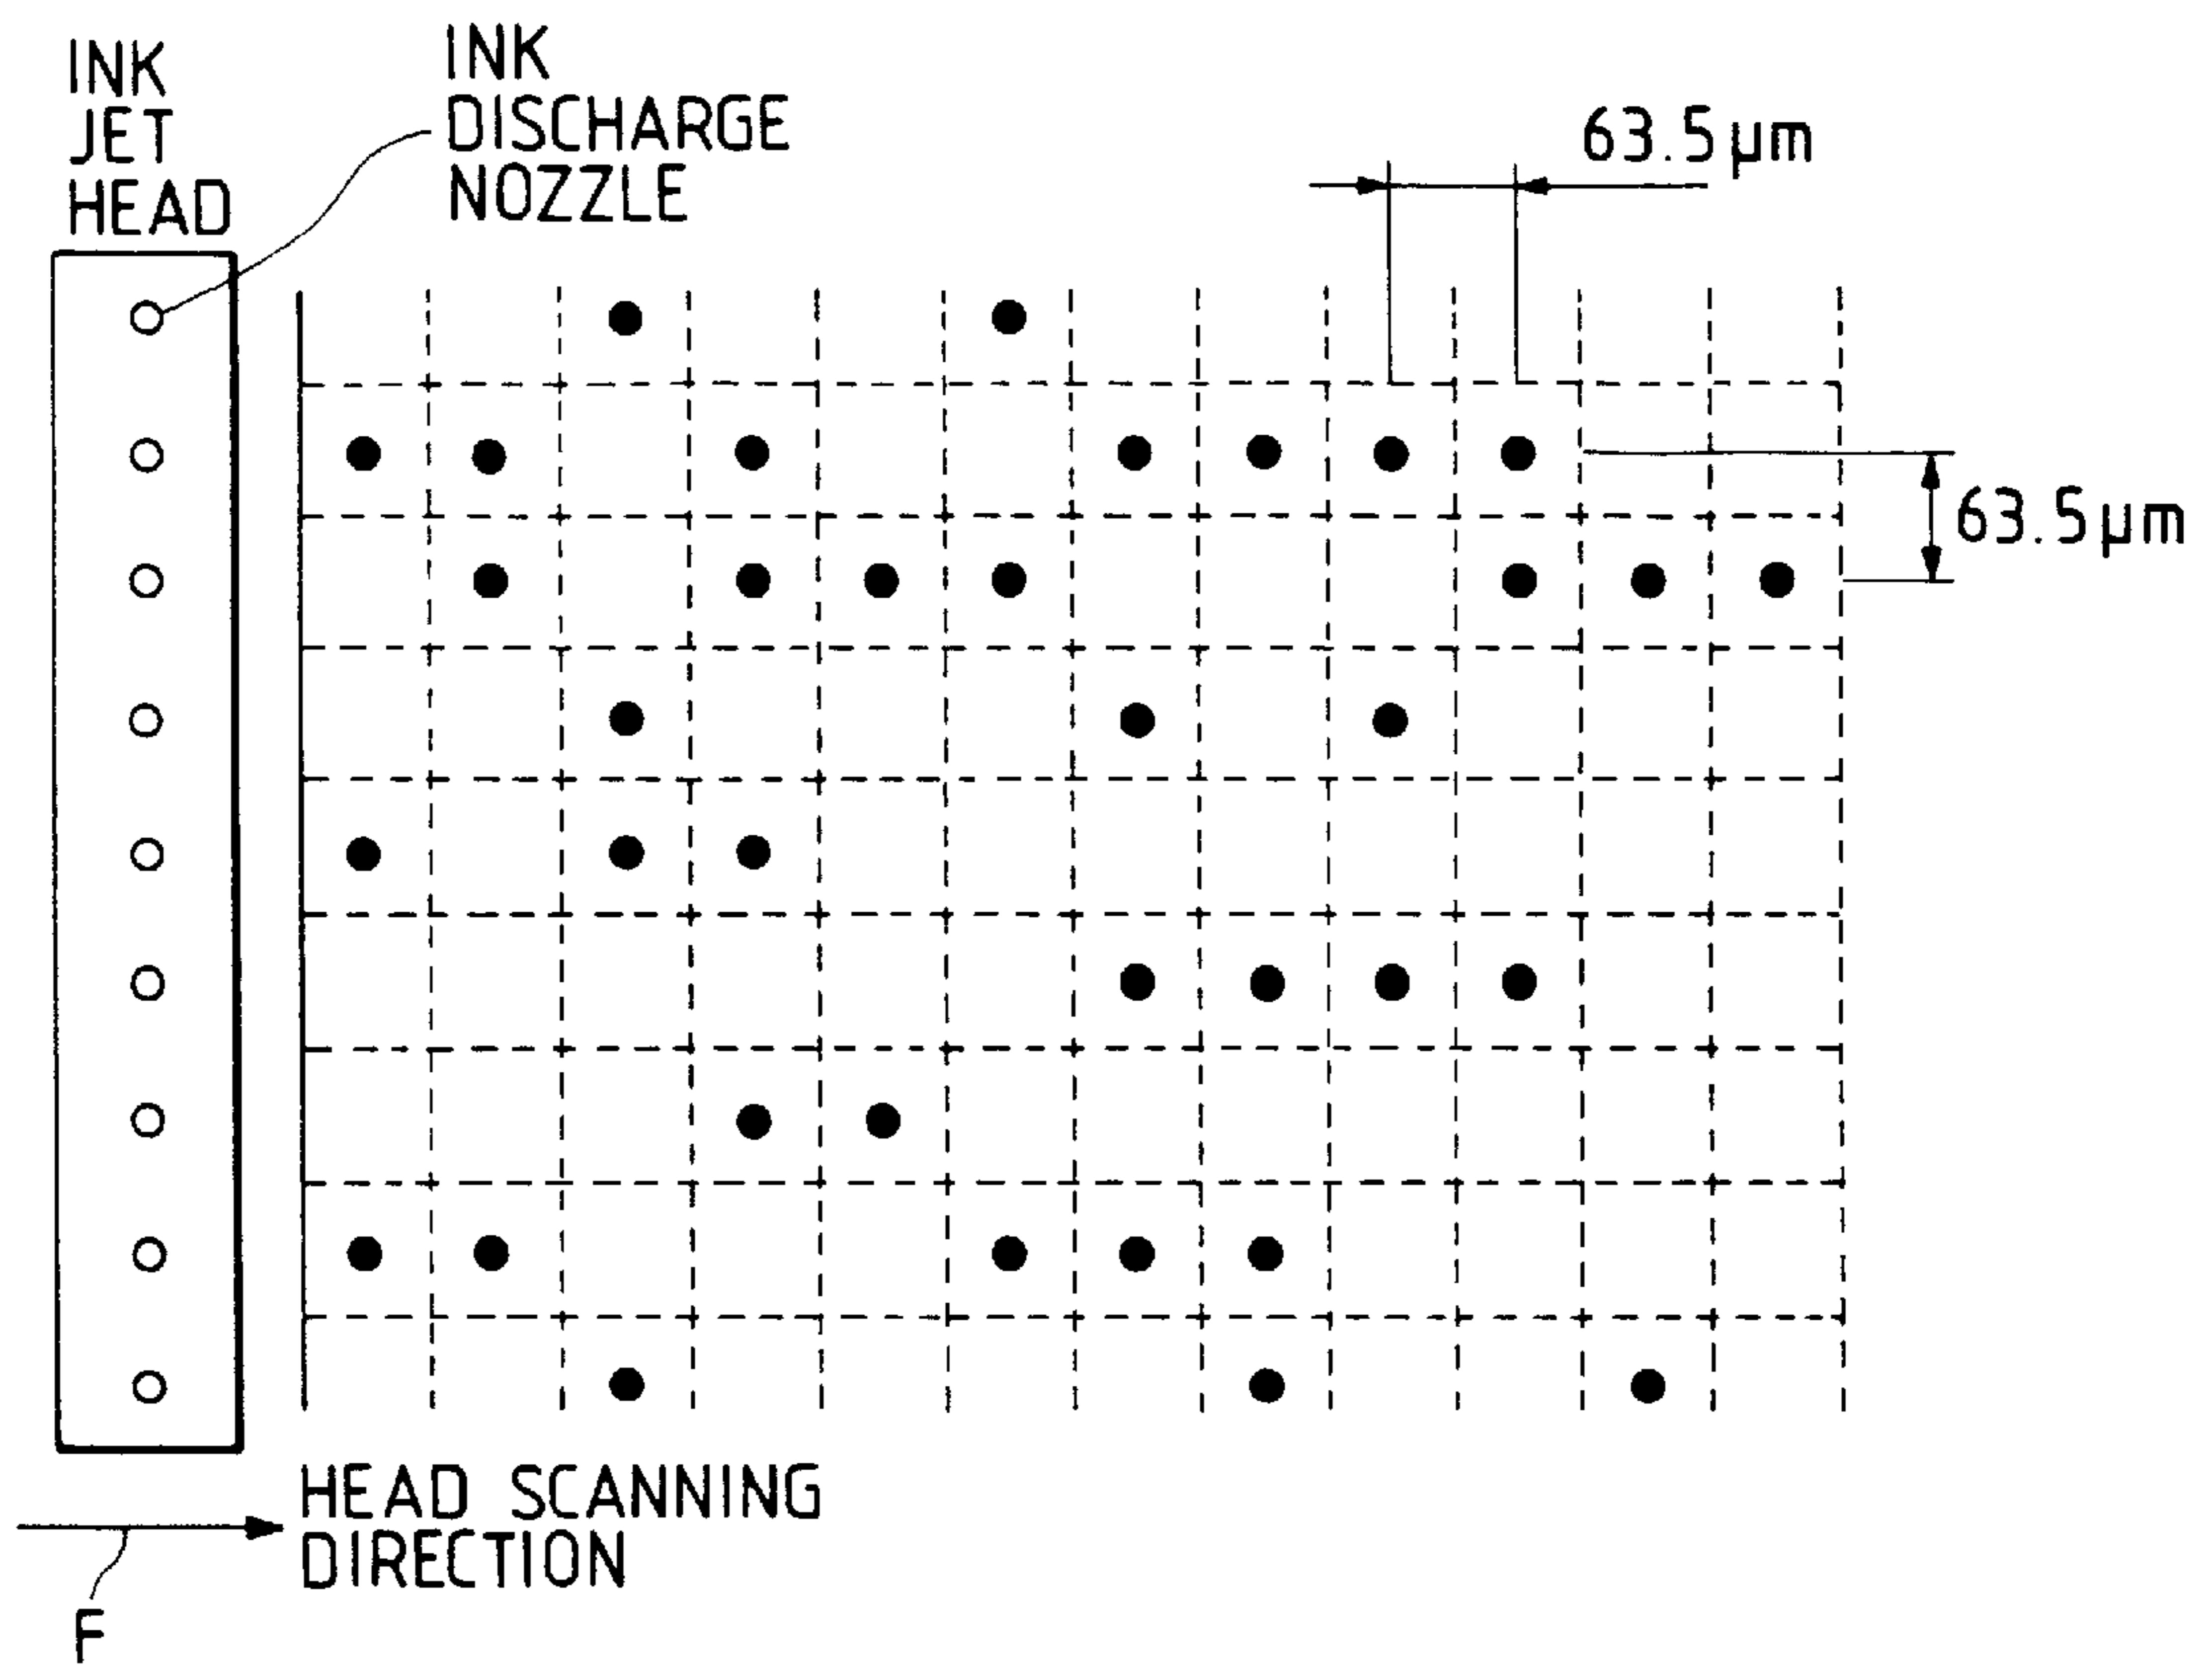 INK
JET
HEAD
INK
DISCHARGE
NOZZLE
63.5µm
63.5µm
HEAD SCANNING
DIRECTION
F